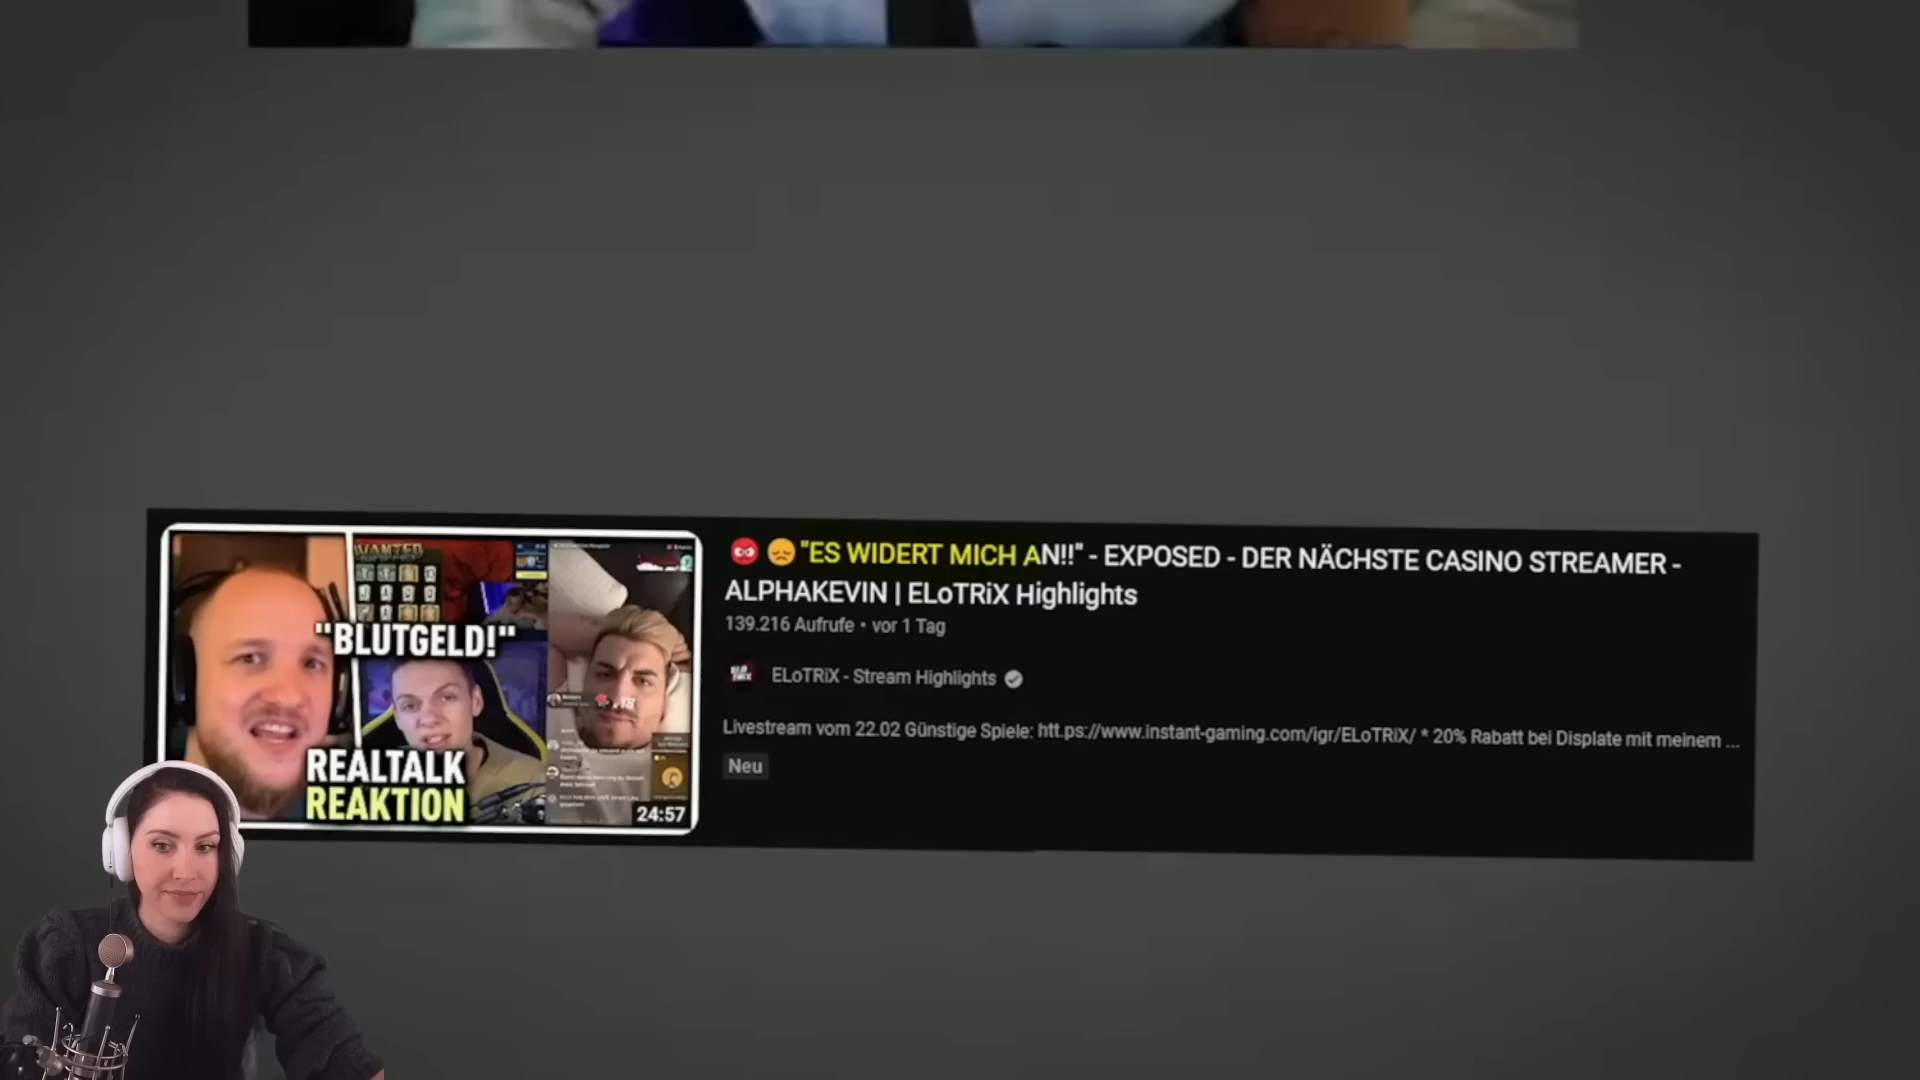 "ES WIDERT MICH AN!!" - EXPOSED - DER NÄCHSTE CASINO STREAMER -
ALPHAKEVIN | ELoTRiX Highlights
139.216 Aufrufe • vor 1 Tag
ELoTRiX - Stream Highlights
Livestream vom 22.02 Günstige Spiele: htt.ps://www.instant-gaming.com/igr/ELoTRiX/ * 20% Rabatt bei Displate mit meinem ...
Neu
WANTED
"BLUTGELD!"
REALTALK
REAKTION
24:57